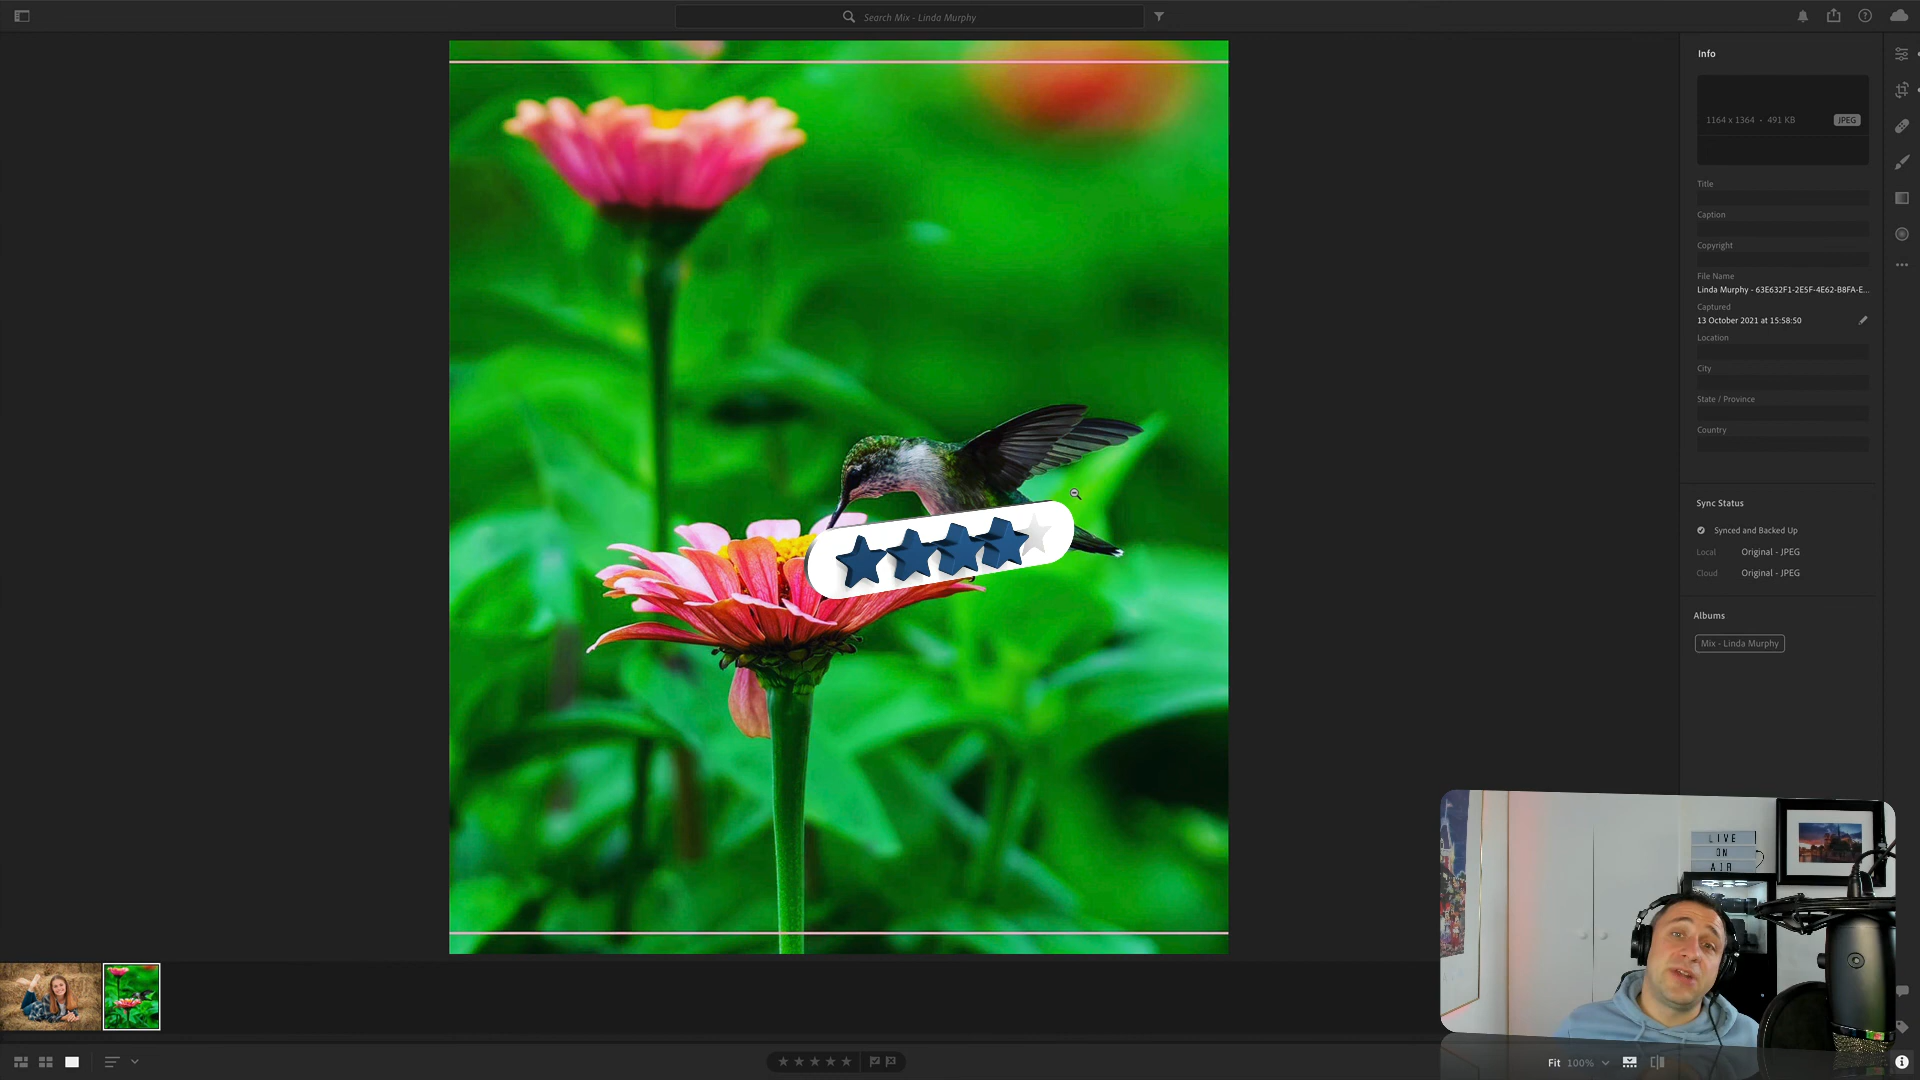 Search Mix - Linda Murphy
Info
1164 x 1364 • 491 KB
JPEG
Title
Caption
Copyright
File Name
Linda Murphy - 63E632F1-2E5F-4E62-B8FA-E...
Captured
13 October 2021 at 15:58:50
Location
City
State / Province
Country
Sync Status
Synced and Backed Up
Local Original - JPEG
Cloud Original - JPEG
Albums
Mix - Linda Murphy
LIVE
ON
AIR
Fit 100%